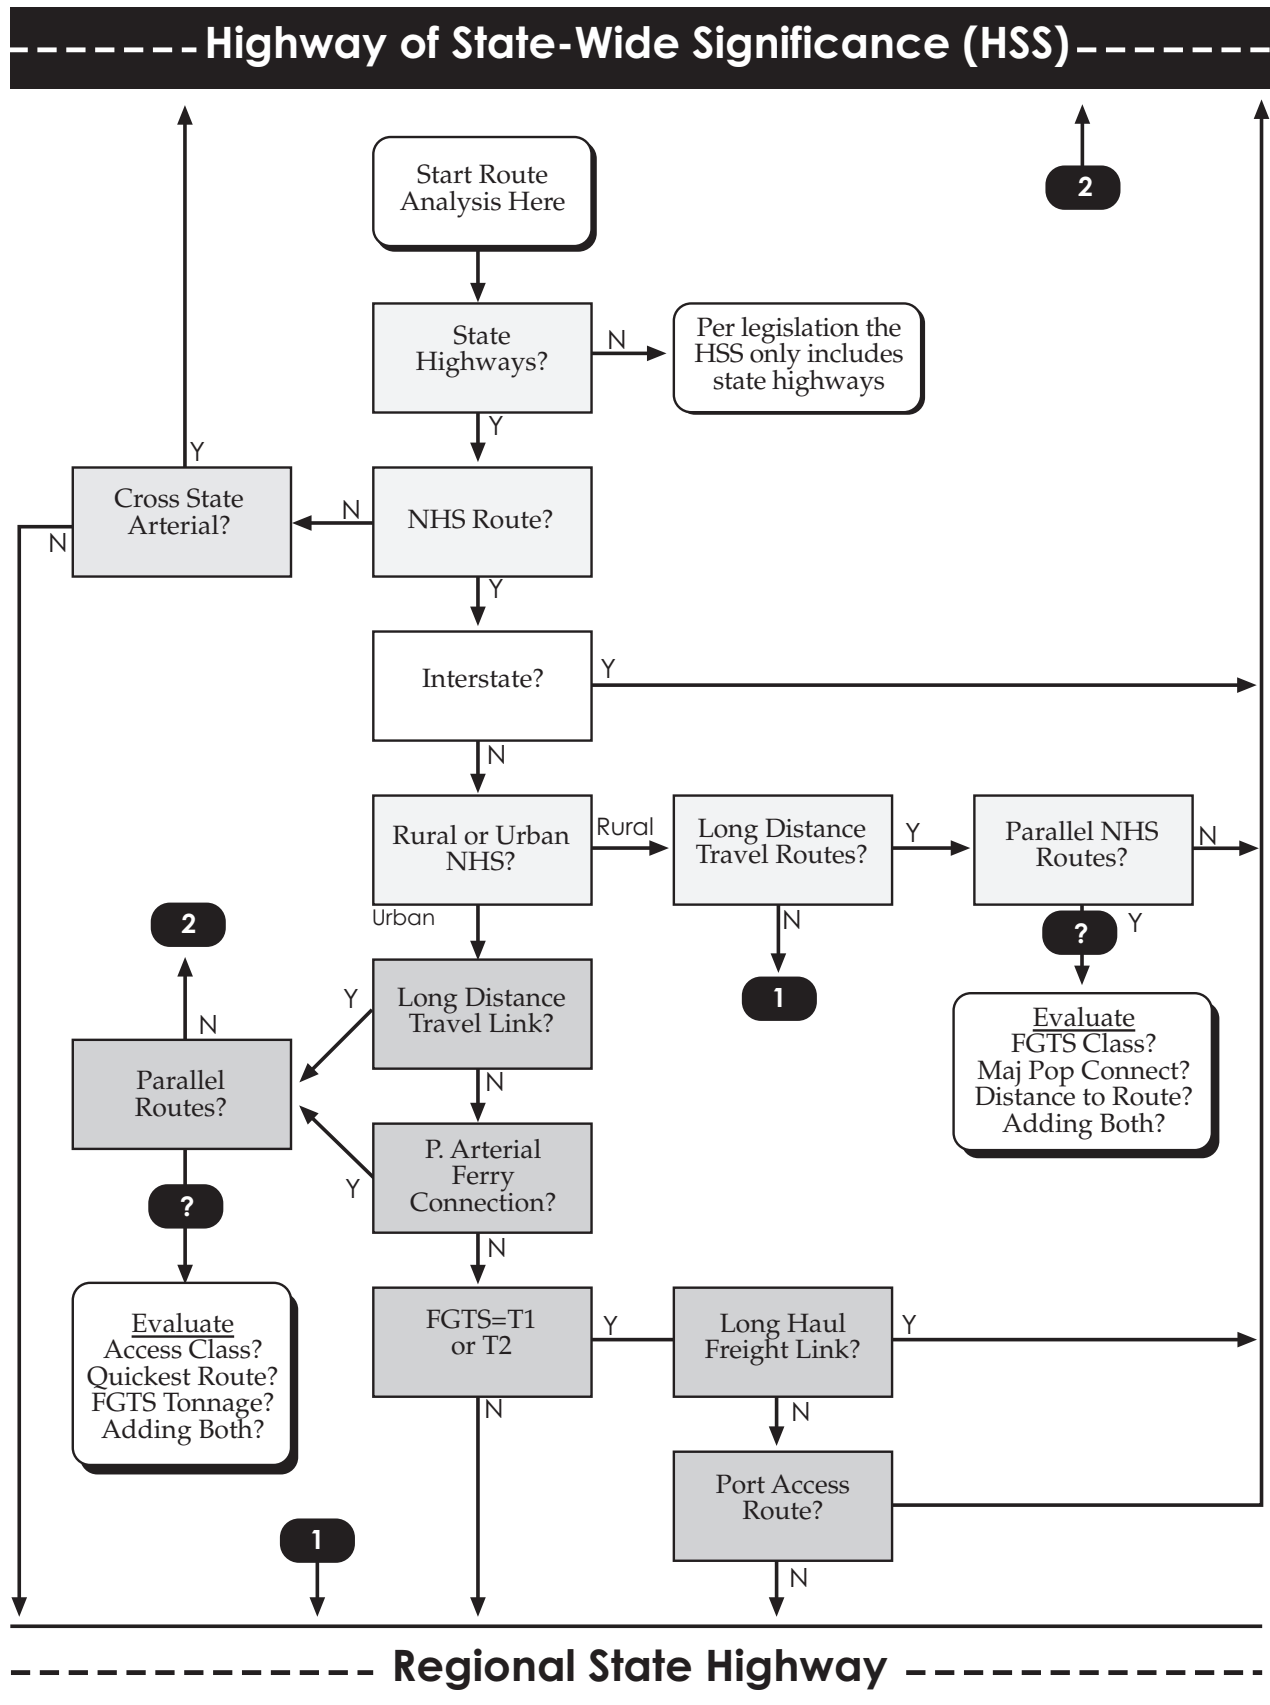 Highway of State-Wide Significance (HSS)
2
Start Route
Analysis Here
State
Highways?
N
Per legislation the
HSS only includes
state highways
Y
Y
Cross State
Arterial?
N
N
NHS Route?
Y
Interstate?
Y
N
Rural or Urban
NHS?
Rural
Long Distance
Travel Routes?
Y
Parallel NHS
Routes?
N
Urban
N
1
?
Y
Evaluate
FGTS Class?
Maj Pop Connect?
Distance to Route?
Adding Both?
2
N
Y
Long Distance
Travel Link?
N
Parallel
Routes?
Y
P. Arterial
Ferry
Connection?
N
?
Evaluate
Access Class?
Quickest Route?
FGTS Tonnage?
Adding Both?
FGTS=T1
or T2
Y
Long Haul
Freight Link?
Y
N
N
Port Access
Route?
N
1
Regional State Highway